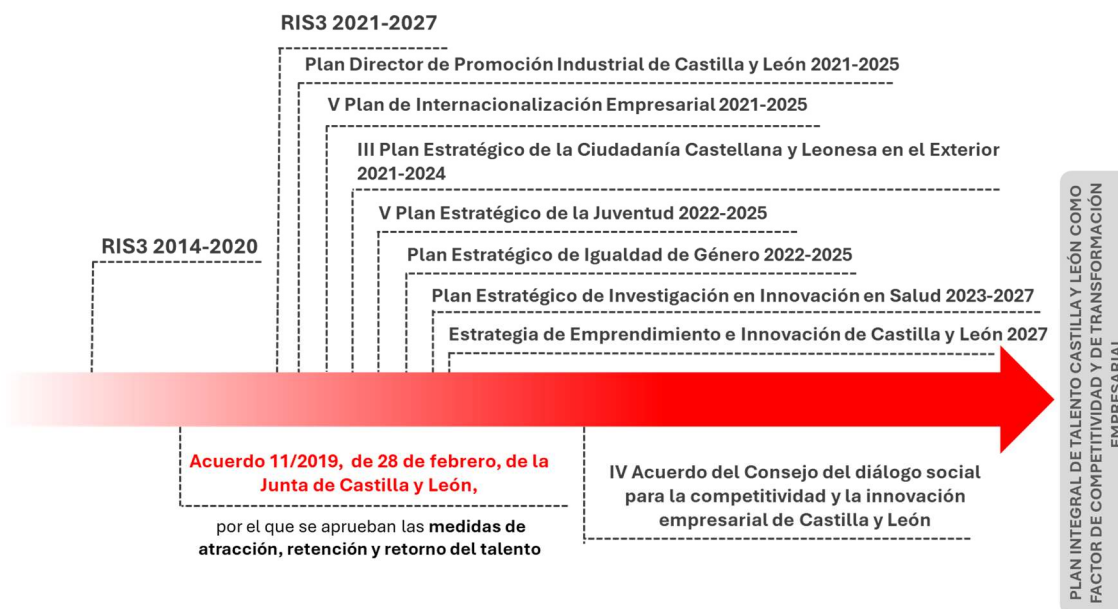 RIS3 2021-2027
Plan Director de Promoción Industrial de Castilla y León 2021-2025
V Plan de Internacionalización Empresarial 2021-2025
III Plan Estratégico de la Ciudadanía Castellana y Leonesa en el Exterior
2021-2024
V Plan Estratégico de la Juventud 2022-2025
RIS3 2014-2020
Plan Estratégico de Igualdad de Género 2022-2025
Plan Estratégico de Investigación en Innovación en Salud 2023-2027
Estrategia de Emprendimiento e Innovación de Castilla y León 2027
Acuerdo 11/2019, de 28 de febrero, de la
Junta de Castilla y León,
por el que se aprueban las medidas de
atracción, retención y retorno del talento
IV Acuerdo del Consejo del diálogo social
para la competitividad y la innovación
empresarial de Castilla y León
PLAN INTEGRAL DE TALENTO CASTILLA Y LEÓN COMO
FACTOR DE COMPETITIVIDAD Y DE TRANSFORMACIÓN
EMPRESARIAL